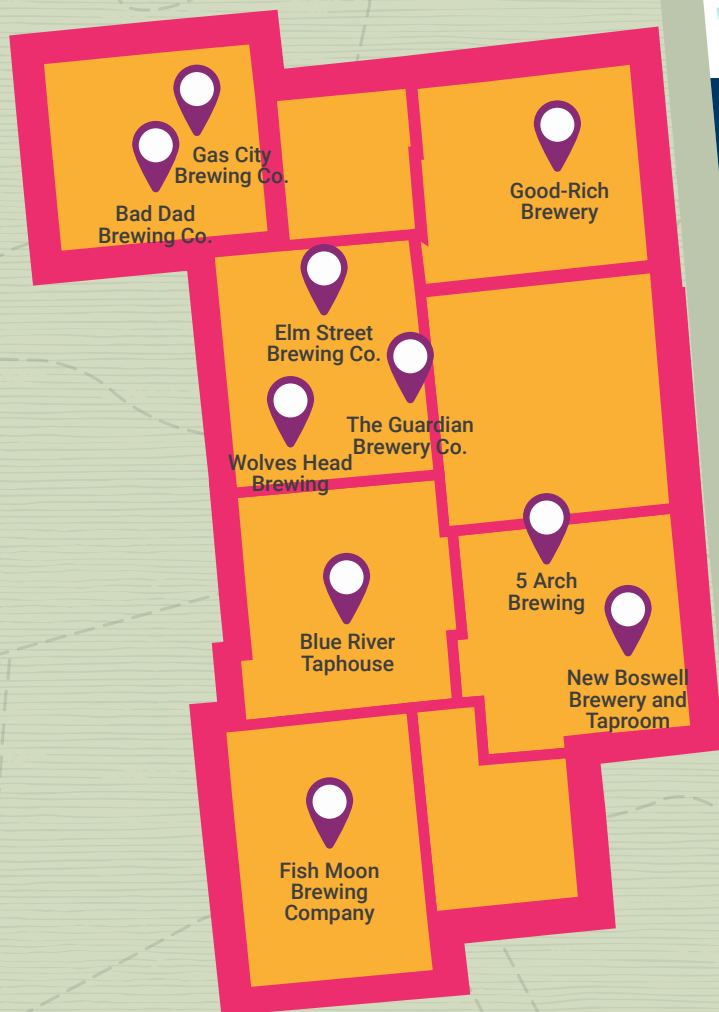 Gas City
Brewing Co.
Bad Dad
Brewing Co.
Good-Rich
Brewery
Elm Street
Brewing Co.
The Guardian
Brewery Co.
Wolves Head
Brewing
5 Arch
Brewing
Blue River
Taphouse
New Boswell
Brewery and
Taproom
Fish Moon
Brewing
Company